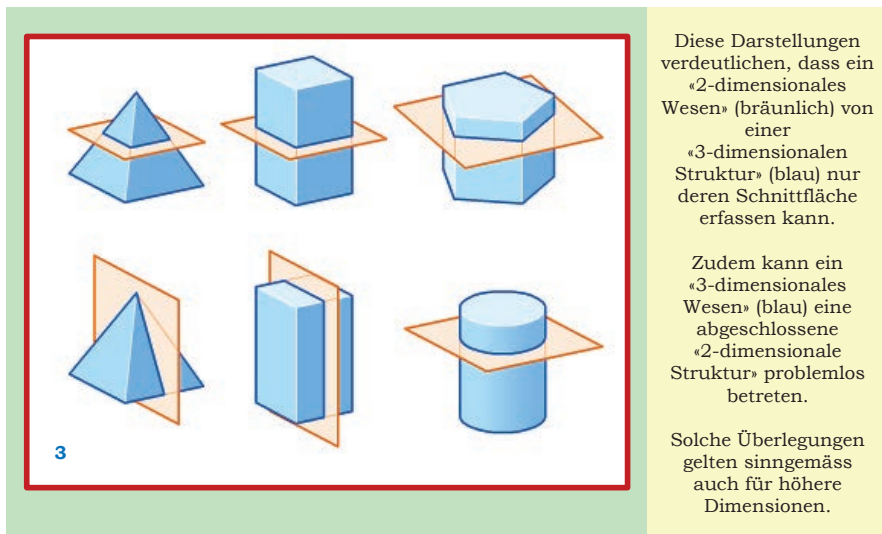 3
Diese Darstellungen
verdeutlichen, dass ein
«2-dimensionales
Wesen» (bräunlich) von
einer
«3-dimensionalen
Struktur» (blau) nur
deren Schnittfläche
erfassen kann.
Zudem kann ein
«3-dimensionales
Wesen» (blau) eine
abgeschlossene
«2-dimensionale
Struktur» problemlos
betreten.
Solche Überlegungen
gelten sinngemäss
auch für höhere
Dimensionen.